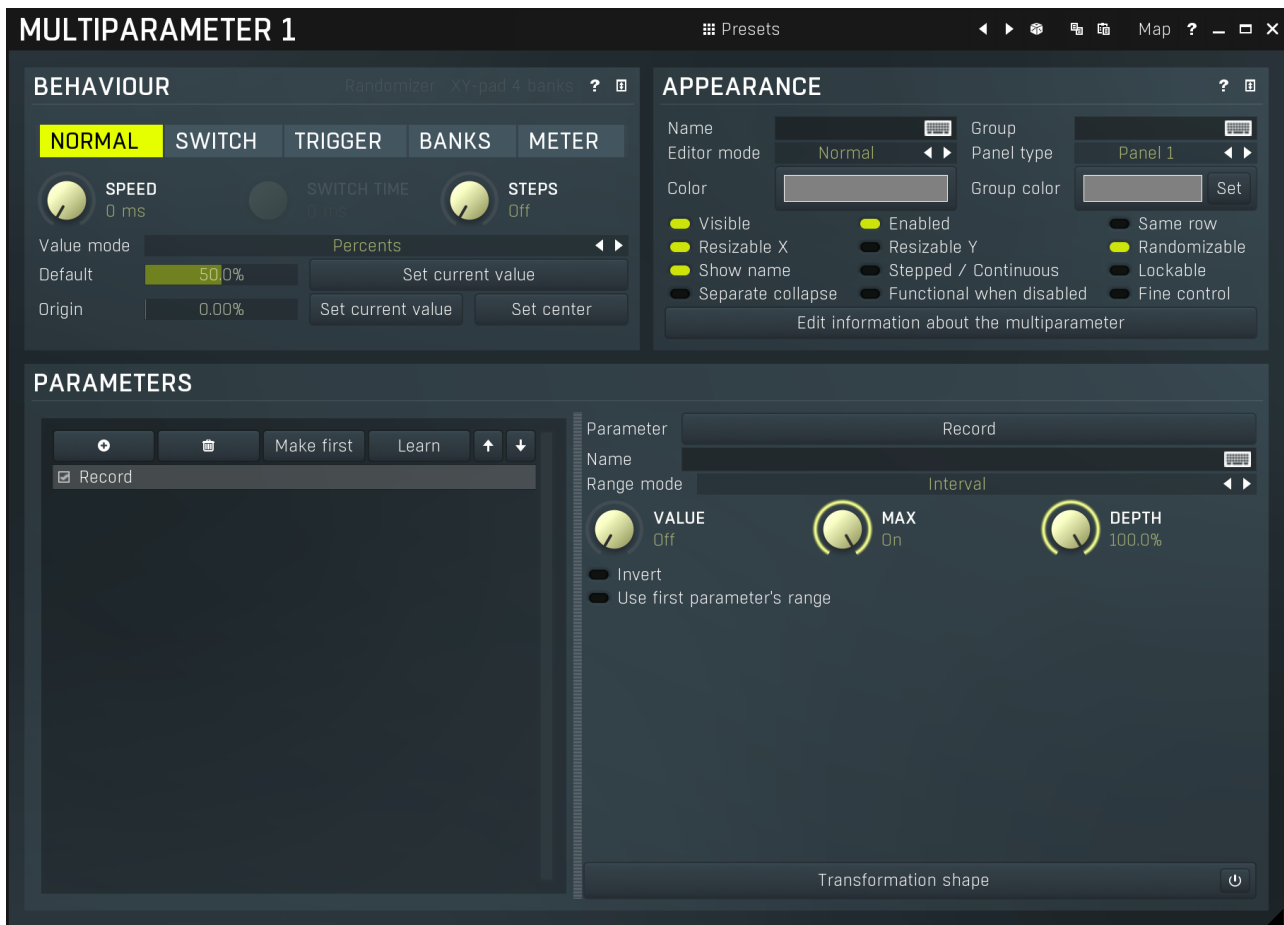 MULTIPARAMETER 1 Presets Map ?
BEHAVIOUR Randomizer XY-pad 4 banks ?
NORMAL SWITCH TRIGGER BANKS METER
SPEED SWITCH TIME STEPS
0 ms 0 ms Off
Value mode Percents
Default 50.0% Set current value
Origin 0.00% Set current value Set center
APPEARANCE ?
Name Group
Editor mode Normal Panel type Panel 1
Color Group color Set
Visible Enabled Same row
Resizable X Resizable Y Randomizable
Show name Stepped / Continuous Lockable
Separate collapse Functional when disabled Fine control
Edit information about the multiparameter
PARAMETERS
Make first Learn
Record
Parameter Record
Name
Range mode Interval
VALUE MAX DEPTH
Off On 100.0%
Invert
Use first parameter's range
Transformation shape